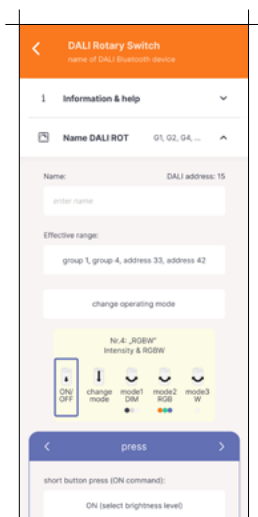 DALI Rotary Switch
name of DALI Bluetooth device
i Information & help
Name DALI ROT G1, G2, G4, ...
Name: DALI address: 15
enter name
Effective range:
group 1, group 4, address 33, address 42
change operating mode
Nr.4: „RGBW"
Intensity & RGBW
ON/ change mode1 mode2 mode3
OFF mode DIM RGB W
press
short button press (ON command):
ON (select brightness level)